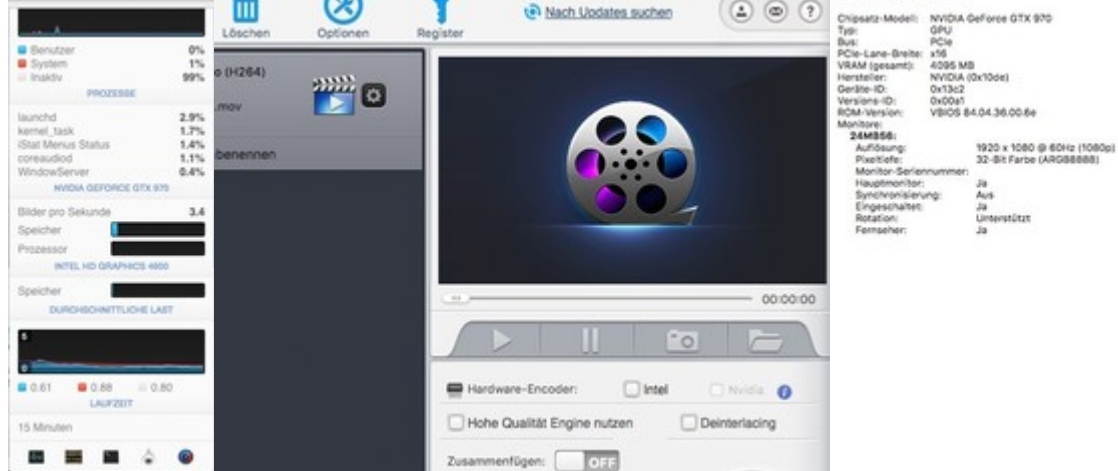 Benutzer 0%
System 1%
Inaktiv 99%
PROZESSE
launchd 2.9%
kernel_task 1.7%
iStat Menus Status 1.4%
coreaudiod 1.1%
WindowServer 0.4%
NVIDIA GEFORCE GTX 970
Bilder pro Sekunde 3.4
Speicher
Prozessor
INTEL HD GRAPHICS 4600
Speicher
DURCHSCHNITTLICHE LAST
5
0
0.61 0.88 0.80
LAUFZEIT
15 Minuten
Löschen Optionen Register
Nach Updates suchen
?
o (H264)
.mov
benennen
00:00:00
Hardware-Encoder: Intel Nvidia
Hohe Qualität Engine nutzen Deinterlacing
Zusammenfügen: OFF
Chipsatz-Modell: NVIDIA GeForce GTX 970
Typ: GPU
Bus: PCIe
PCIe-Lane-Breite: x16
VRAM (gesamt): 4095 MB
Hersteller: NVIDIA (0x10de)
Geräte-ID: 0x13c2
Versions-ID: 0x00a1
ROM-Version: VBIOS 84.04.36.00.6e
Monitore:
24MB56:
Auflösung: 1920 x 1080 @ 60Hz (1080p)
Pixeltiefe: 32-Bit Farbe (ARGB8888)
Monitor-Seriennummer:
Hauptmonitor: Ja
Synchronisierung: Aus
Eingeschaltet: Ja
Rotation: Unterstützt
Fernseher: Ja